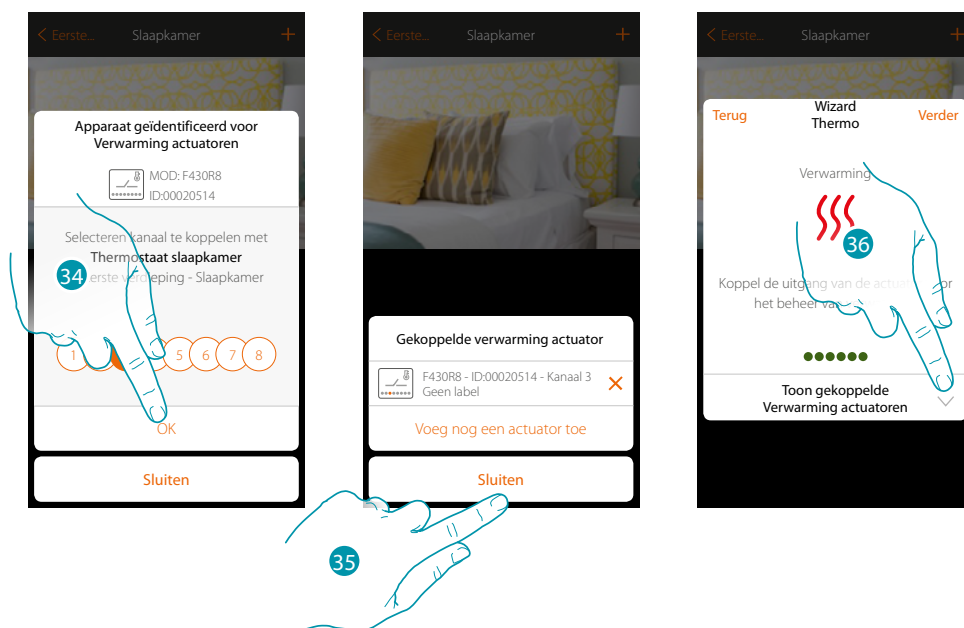 Eerste...
Slaapkamer
+
Apparaat geïdentificeerd voor
Verwarming actuatoren
MOD: F430R8
ID:00020514
Selecteren kanaal te koppelen met
Thermostaat slaapkamer
34
erste verdieping - Slaapkamer
1
5
6
7
8
OK
Sluiten
Eerste...
Slaapkamer
+
Gekoppelde verwarming actuator
F430R8 - ID:00020514 - Kanaal 3
Geen label
Voeg nog een actuator toe
Sluiten
35
Eerste...
Slaapkamer
+
Terug
Wizard
Thermo
Verder
Verwarming
36
Koppel de uitgang van de
het beheer
Toon gekoppelde
Verwarming actuatoren